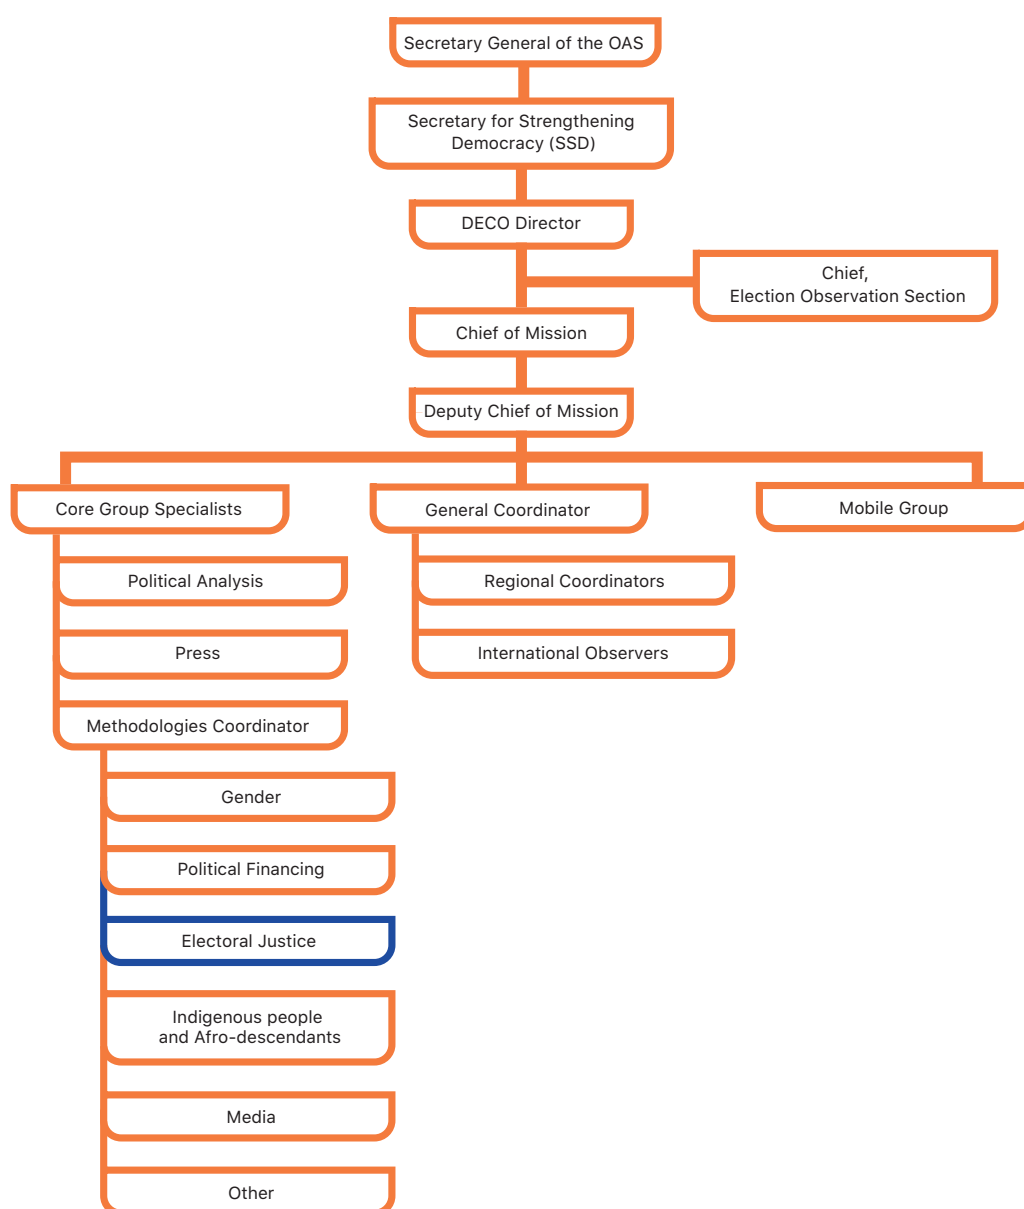 Secretary General of the OAS
Secretary for Strengthening
Democracy (SSD)
DECO Director
Chief,
Election Observation Section
Chief of Mission
Deputy Chief of Mission
Core Group Specialists
General Coordinator
Mobile Group
Political Analysis
Press
Methodologies Coordinator
Regional Coordinators
International Observers
Gender
Political Financing
Electoral Justice
Indigenous people
and Afro-descendants
Media
Other